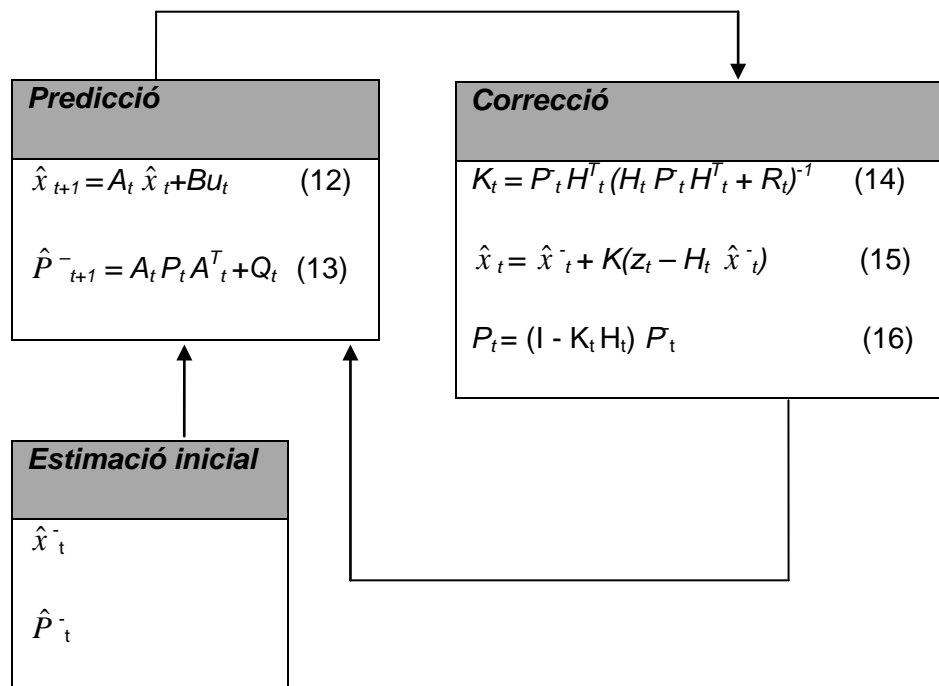 Predicció
x̂ t+1 = At x̂ t+But (12)
P̂ −t+1 = At Pt ATt +Qt (13)
Correcció
Kt = P-t HTt (Ht P-t HTt + Rt)-1 (14)
x̂ t = x̂ -t + K(zt – Ht x̂ -t) (15)
Pt = (I - Kt Ht) P-t (16)
Estimació inicial
x̂ -t
P̂ -t